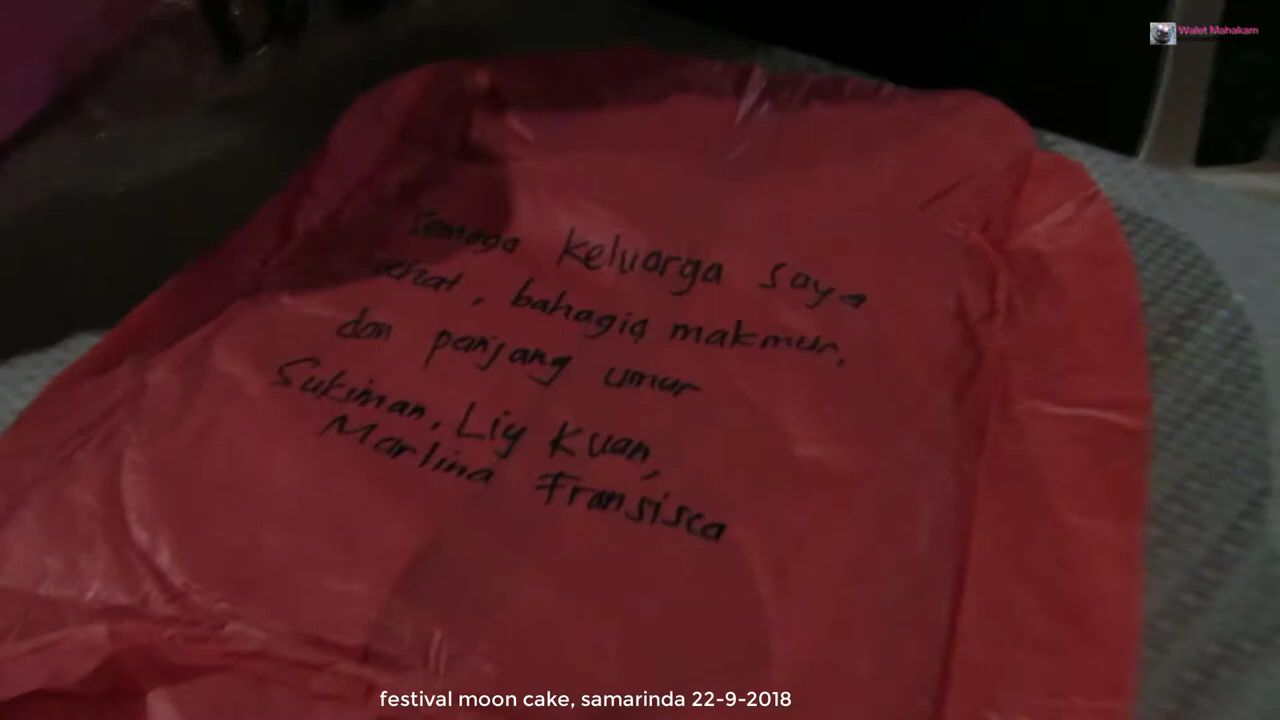 Walet Mahakam
Semoga keluarga saya
sehat, bahagia makmur,
dan panjang umur
Sukiman, Liy Kuan,
Marlina Fransisca
festival moon cake, samarinda 22-9-2018